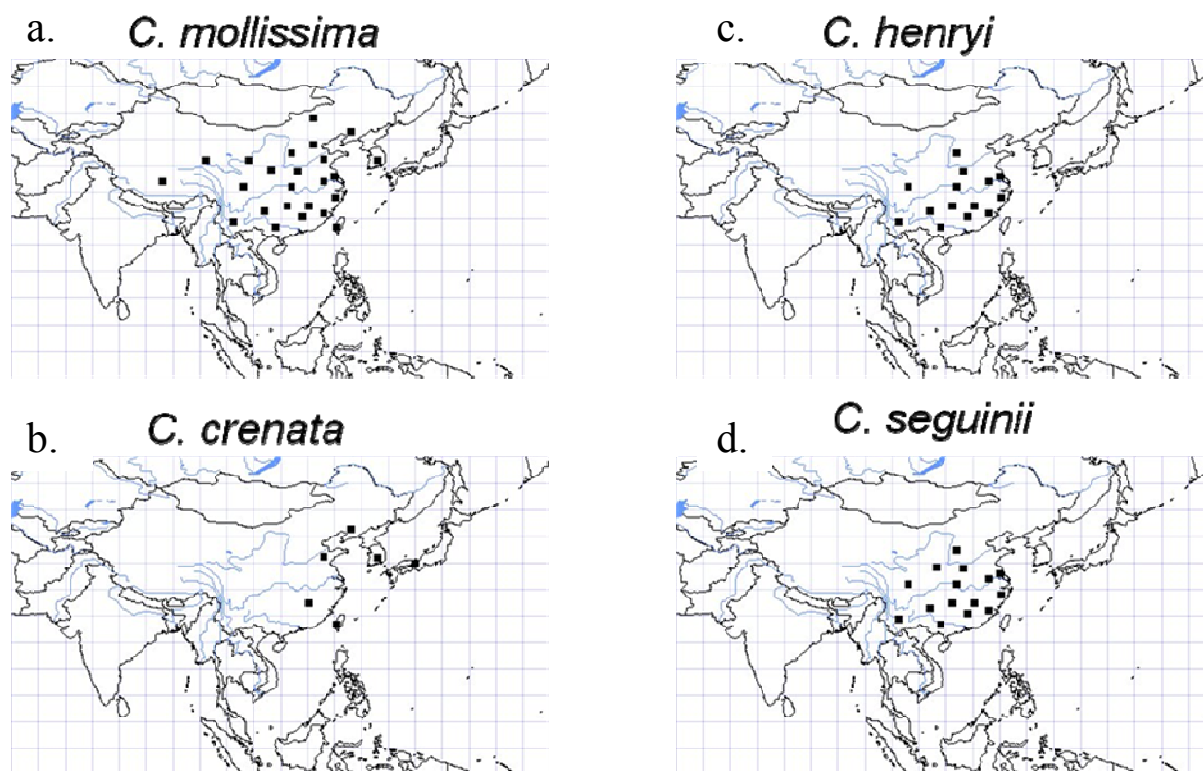 a. C. mollissima
c. C. henryi
b. C. crenata
d. C. seguinii